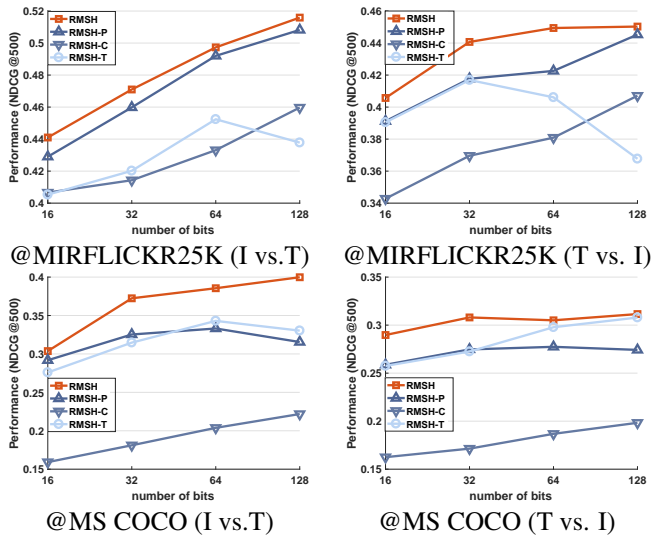 0.52
0.5
0.48
0.46
0.44
0.42
0.4
Performance (NDCG @500)
RMSH
RMSH-P
RMSH-C
RMSH-T
16 32 64 128
number of bits
@MIRFLICKR25K (I vs.T)
0.46
0.44
0.42
0.4
0.38
0.36
0.34
Performance (NDCG @500)
RMSH
RMSH-P
RMSH-C
RMSH-T
16 32 64 128
number of bits
@MIRFLICKR25K (T vs. I)
0.4
0.35
0.3
0.25
0.2
0.15
Performance (NDCG @500)
RMSH
RMSH-P
RMSH-C
RMSH-T
16 32 64 128
number of bits
@MS COCO (I vs.T)
0.35
0.3
0.25
0.2
0.15
Performance (NDCG @500)
RMSH
RMSH-P
RMSH-C
RMSH-T
16 32 64 128
number of bits
@MS COCO (T vs. I)